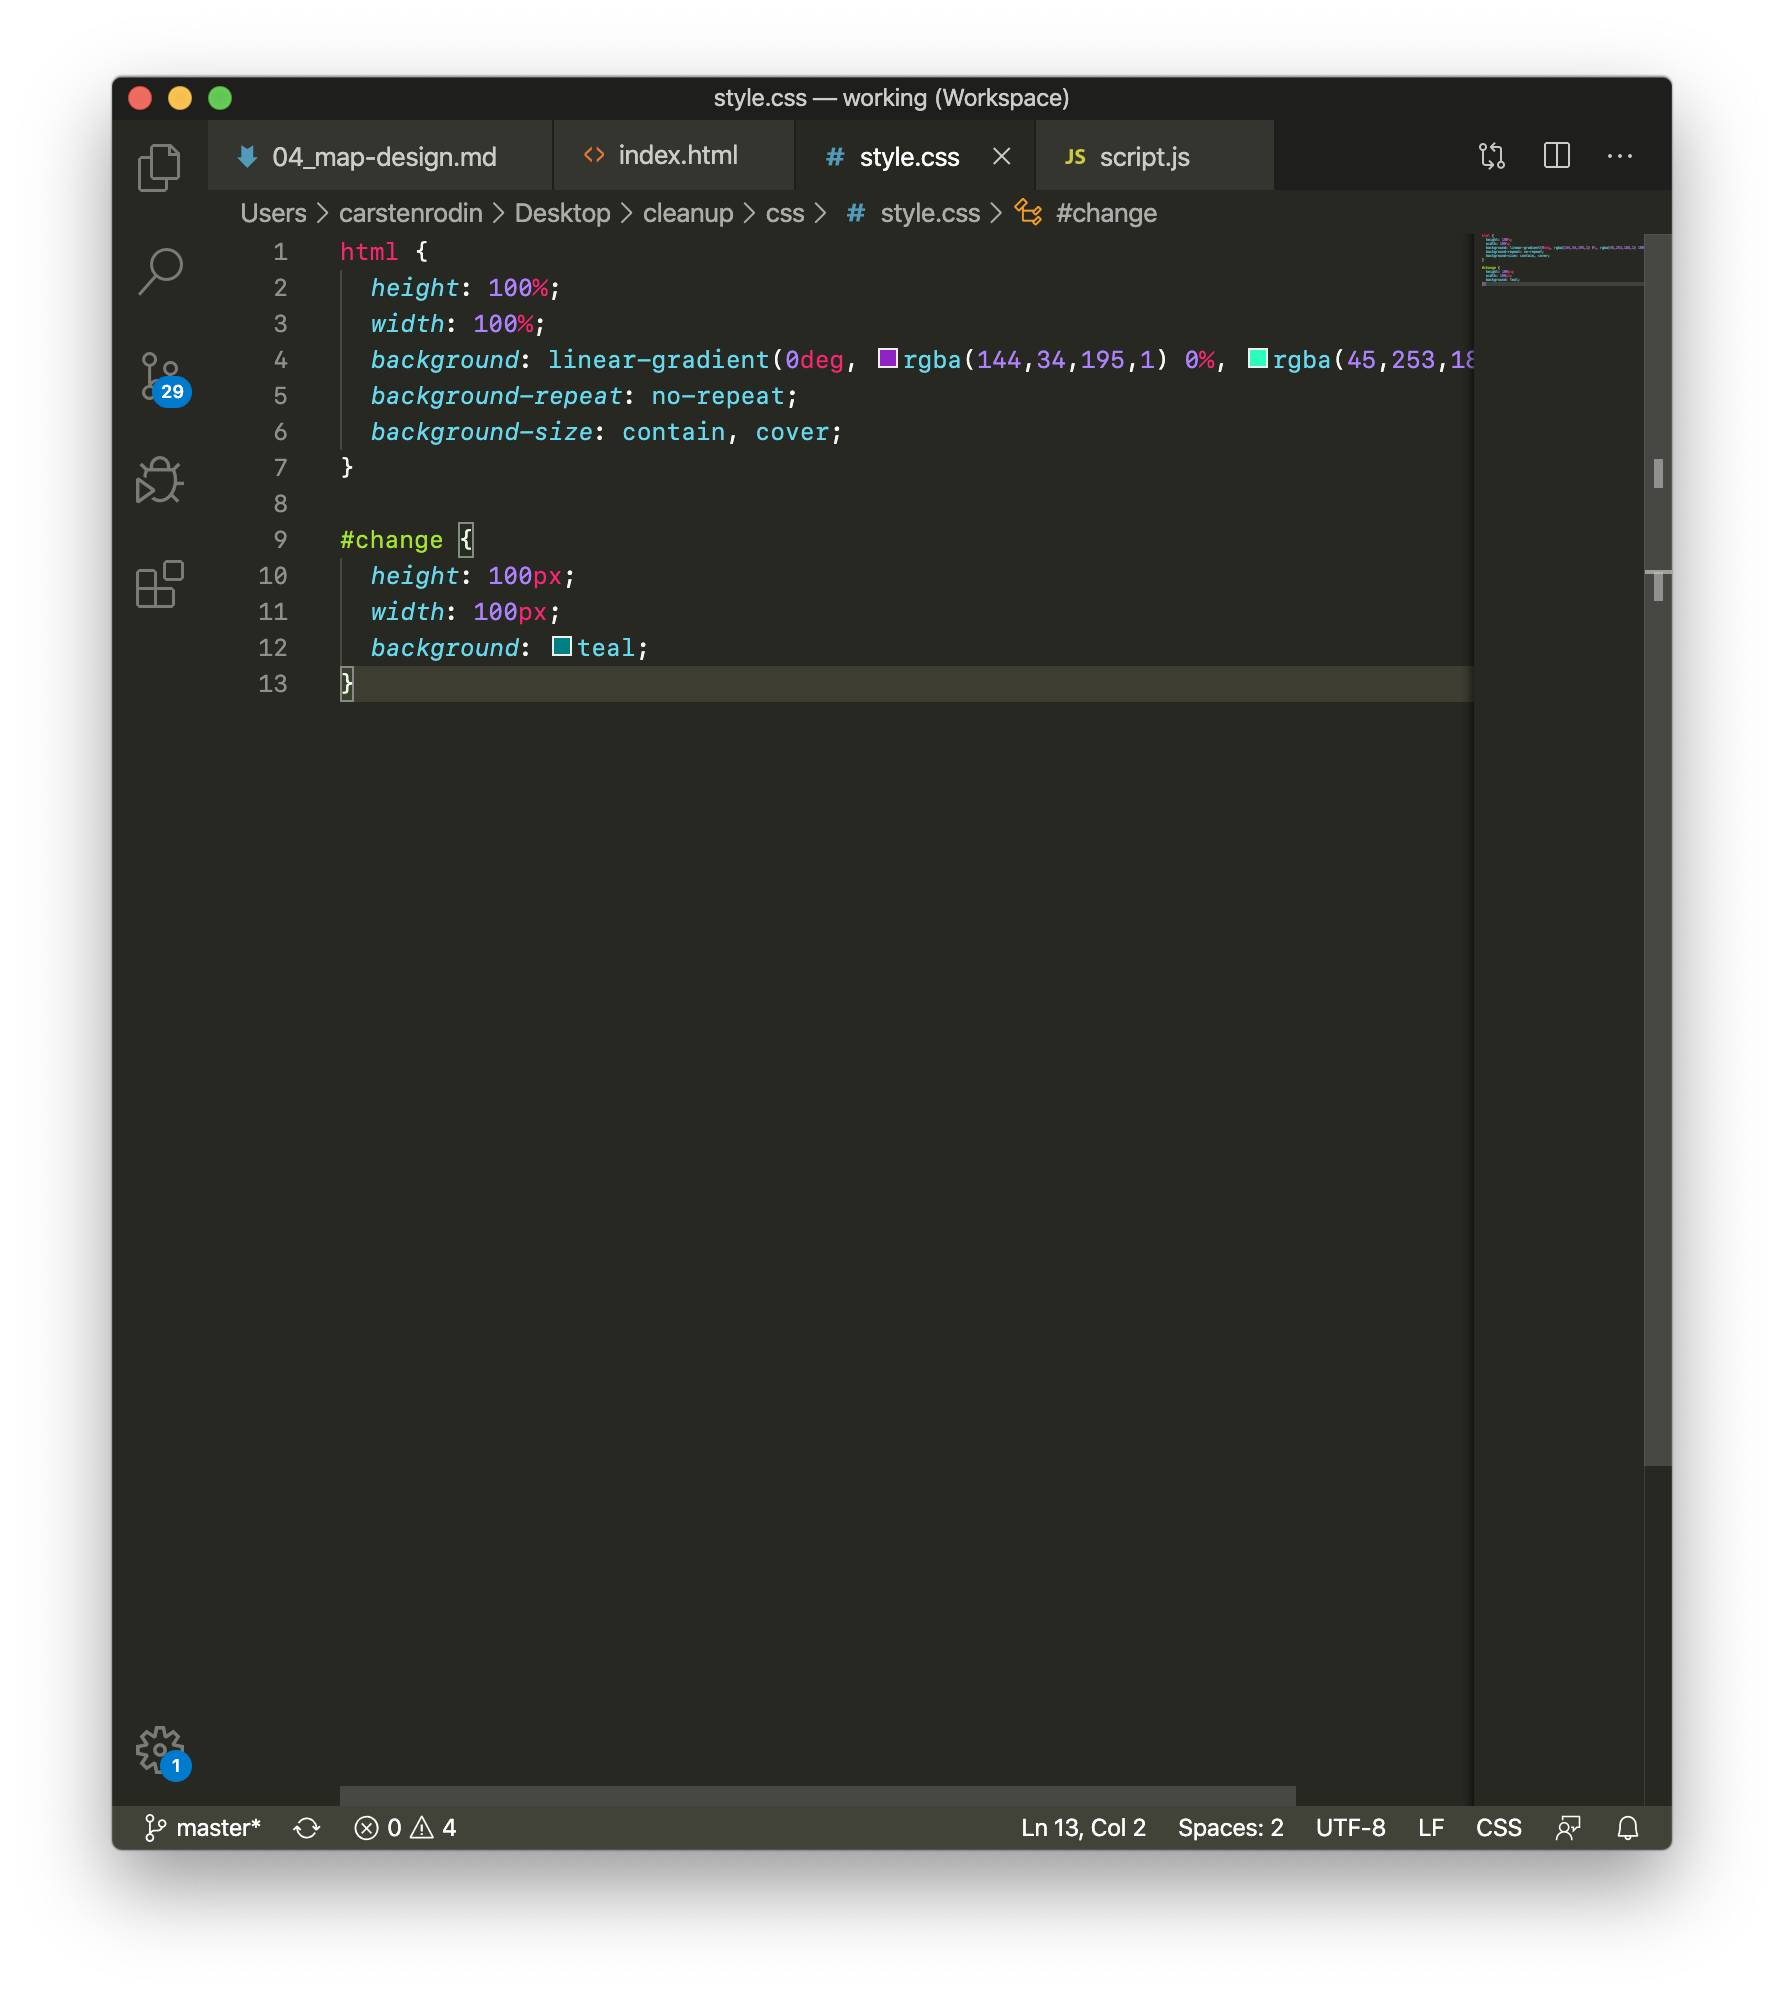 style.css — working (Workspace)
04_map-design.md
index.html
# style.css
JS script.js
Users > carstenrodin > Desktop > cleanup > css > # style.css > #change
1 html {
2 height: 100%;
3 width: 100%;
4 background: linear-gradient(0deg, rgba(144,34,195,1) 0%, rgba(45,253,18
5 background-repeat: no-repeat;
6 background-size: contain, cover;
7 }
8
9 #change {
10 height: 100px;
11 width: 100px;
12 background: teal;
13 }
29
1
master* 0 4 Ln 13, Col 2 Spaces: 2 UTF-8 LF CSS